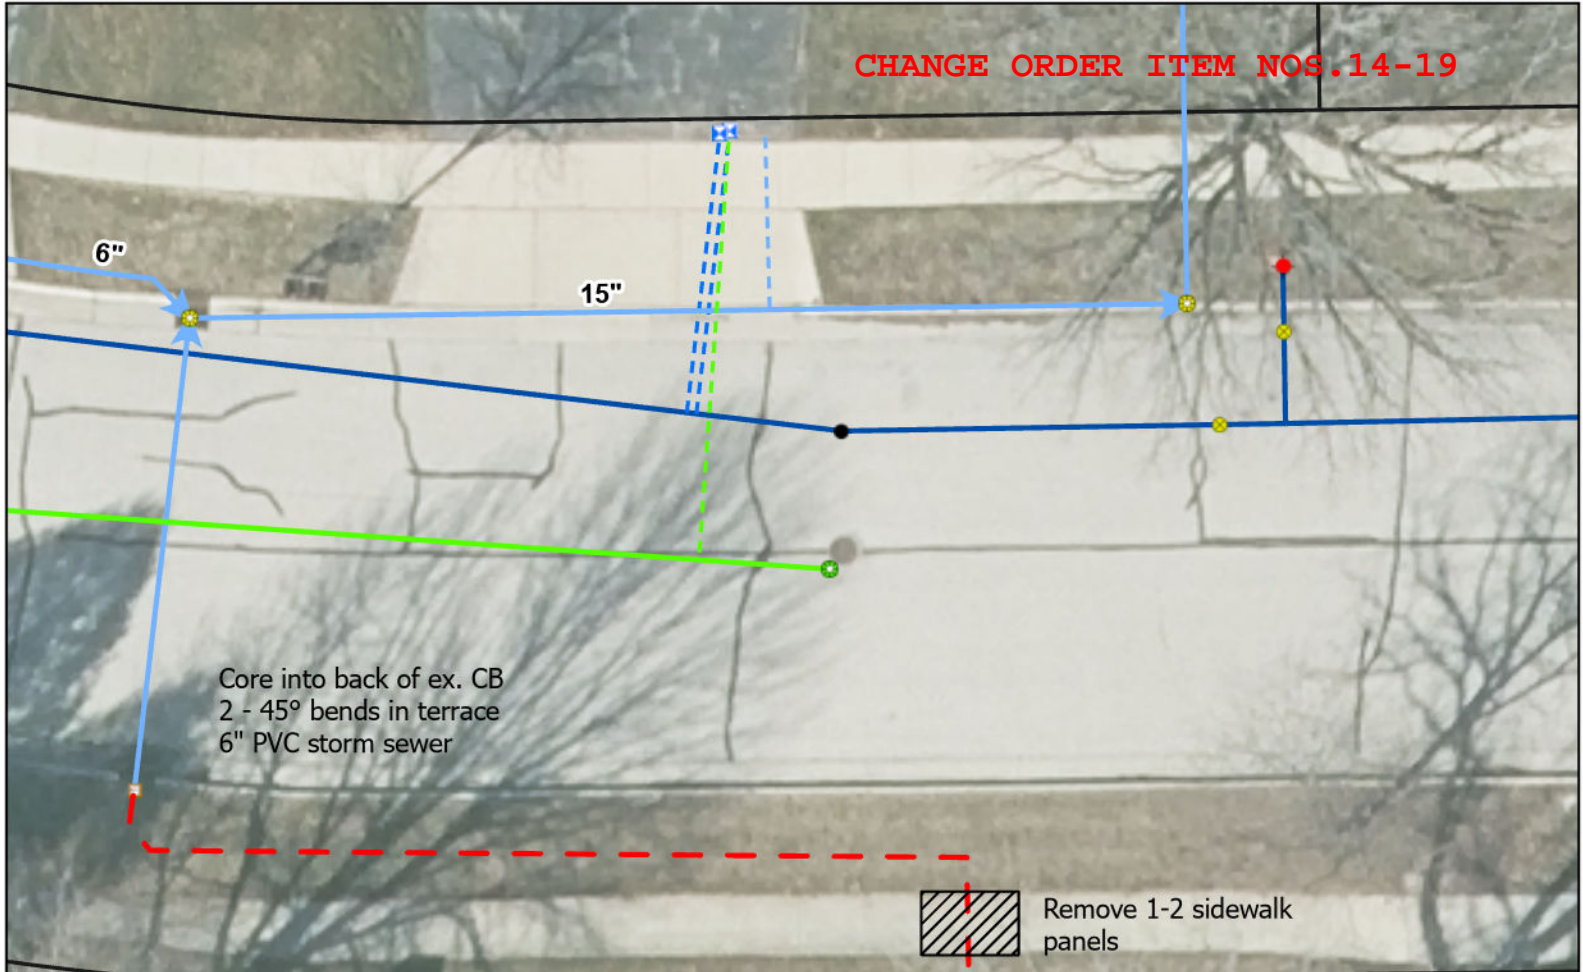 CHANGE ORDER ITEM NOS.14-19
6"
15"
Core into back of ex. CB
2 - 45° bends in terrace
6" PVC storm sewer
Remove 1-2 sidewalk
panels